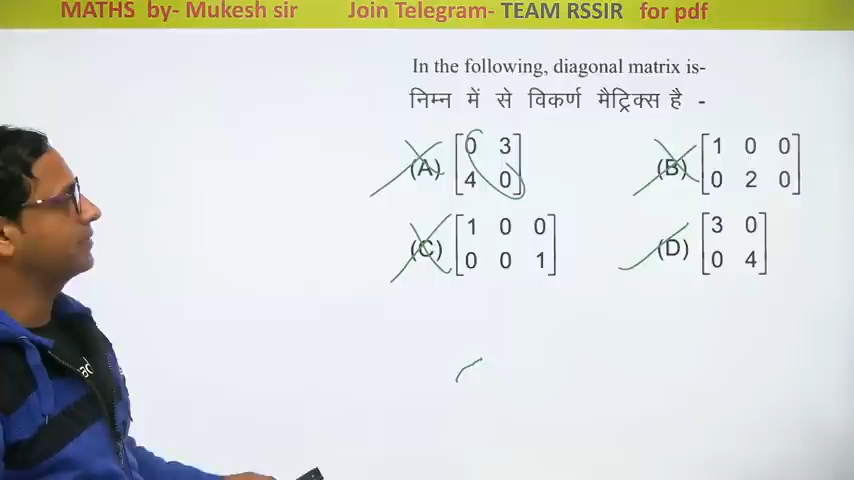 MATHS by- Mukesh sir Join Telegram- TEAM RSSIR for pdf
In the following, diagonal matrix is-
निम्न में से विकर्ण मैट्रिक्स है -
(A) [0 3 (B) [1 0 0
4 0] 0 2 0]
(C) [1 0 0 (D) [3 0
0 0 1] 0 4]